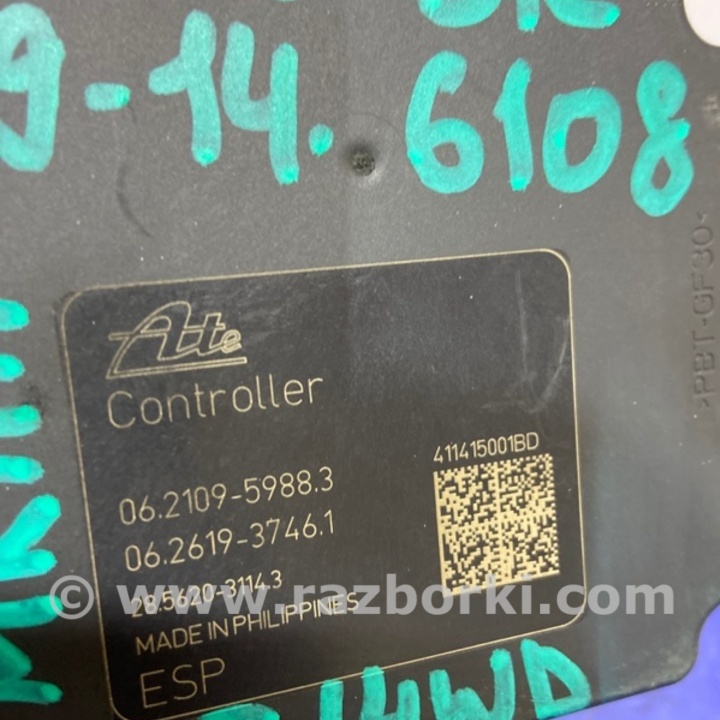 9-14. 6108
>PBT-GF30<
Ate
Controller
411415001BD
06.2109-5988.3
06.2619-3746.1
28.5620-3114.3
© www.razborki.com
MADE IN PHILIPPINES
ESP
4WD